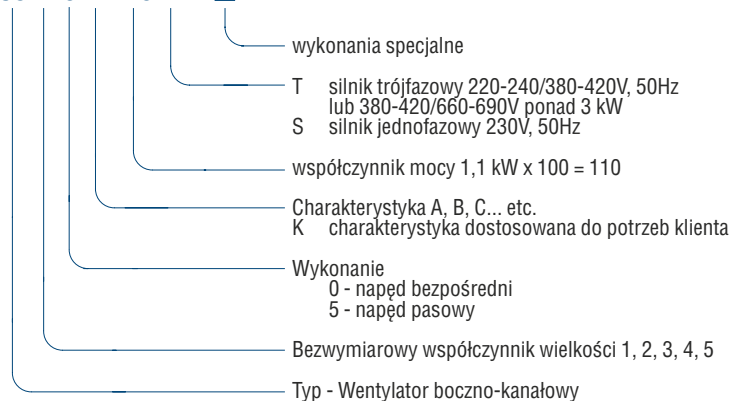 wykonania specjalne
T silnik trójfazowy 220-240/380-420V, 50Hz
lub 380-420/660-690V ponad 3 kW
S silnik jednofazowy 230V, 50Hz
współczynnik mocy 1,1 kW x 100 = 110
Charakterystyka A, B, C... etc.
K charakterystyka dostosowana do potrzeb klienta
Wykonanie
0 - napęd bezpośredni
5 - napęd pasowy
Bezwymiarowy współczynnik wielkości 1, 2, 3, 4, 5
Typ - Wentylator boczno-kanałowy